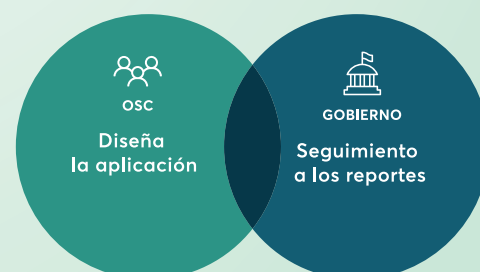 OSC
Diseña
la aplicación
GOBIERNO
Seguimiento
a los reportes